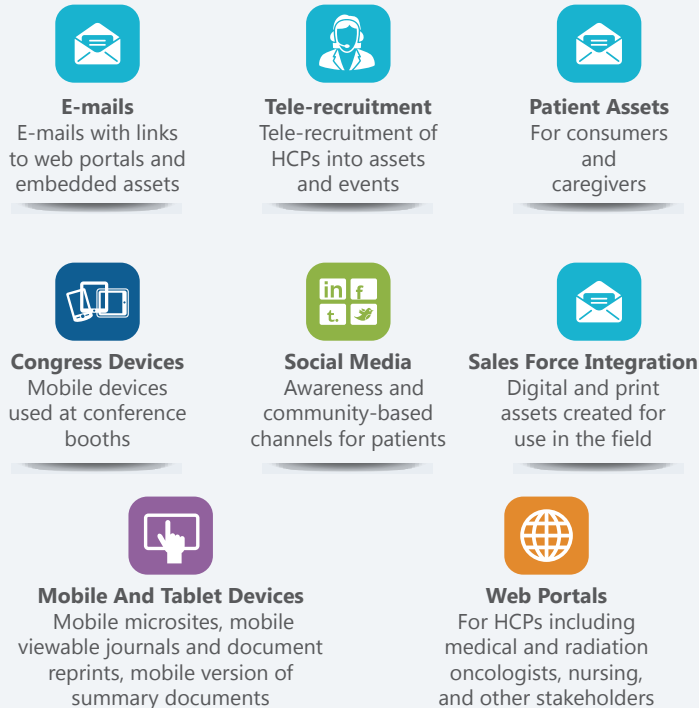 E-mails
E-mails with links
to web portals and
embedded assets
Tele-recruitment
Tele-recruitment of
HCPs into assets
and events
Patient Assets
For consumers
and
caregivers
Congress Devices
Mobile devices
used at conference
booths
in f
t.
Social Media
Awareness and
community-based
channels for patients
Sales Force Integration
Digital and print
assets created for
use in the field
Mobile And Tablet Devices
Mobile microsites, mobile
viewable journals and document
reprints, mobile version of
summary documents
Web Portals
For HCPs including
medical and radiation
oncologists, nursing,
and other stakeholders